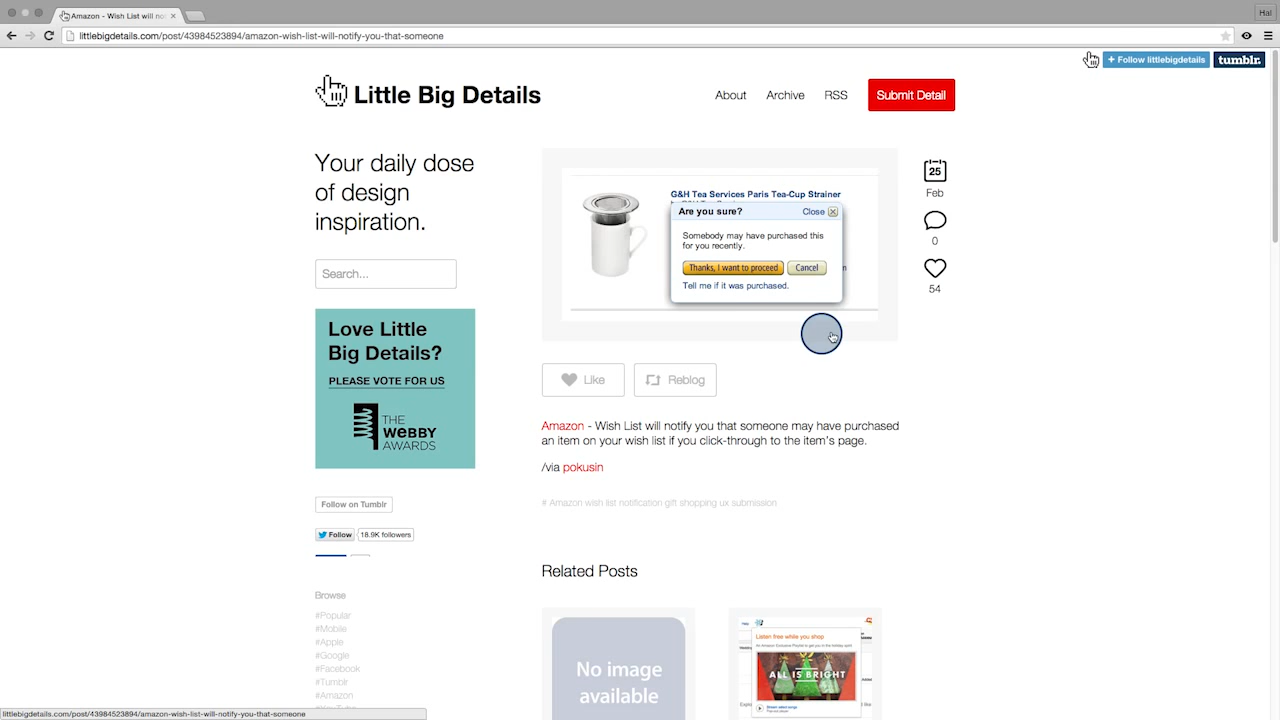 Amazon - Wish List will no
Hal
littlebigdetails.com/post/43984523894/amazon-wish-list-will-notify-you-that-someone
+ Follow littlebigdetails
tumblr.
Little Big Details
About
Archive
RSS
Submit Detail
Your daily dose
of design
inspiration.
Search...
Love Little
Big Details?
PLEASE VOTE FOR US
THE
WEBBY
AWARDS
Follow on Tumblr
Follow
18.9K followers
Browse
#Popular
#Mobile
#Apple
#Google
#Facebook
#Tumblr
#Amazon
G&H Tea Services Paris Tea-Cup Strainer
Are you sure?
Close
Somebody may have purchased this
for you recently.
Thanks, I want to proceed
Cancel
Tell me if it was purchased.
25
Feb
0
54
Like
Reblog
Amazon - Wish List will notify you that someone may have purchased
an item on your wish list if you click-through to the item's page.
/via pokusin
# Amazon wish list notification gift shopping ux submission
Related Posts
No image
available
Listen free while you shop
ALL IS BRIGHT
littlebigdetails.com/post/43984523894/amazon-wish-list-will-notify-you-that-someone